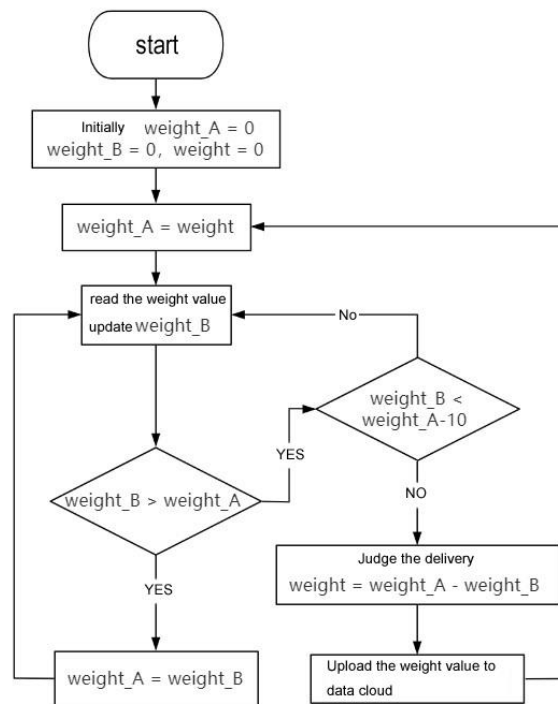 start
Initially weight_A = 0
weight_B = 0, weight = 0
weight_A = weight
read the weight value
update weight_B
No
weight_B <
weight_A-10
YES
weight_B > weight_A
NO
YES
Judge the delivery
weight = weight_A - weight_B
weight_A = weight_B
Upload the weight value to
data cloud